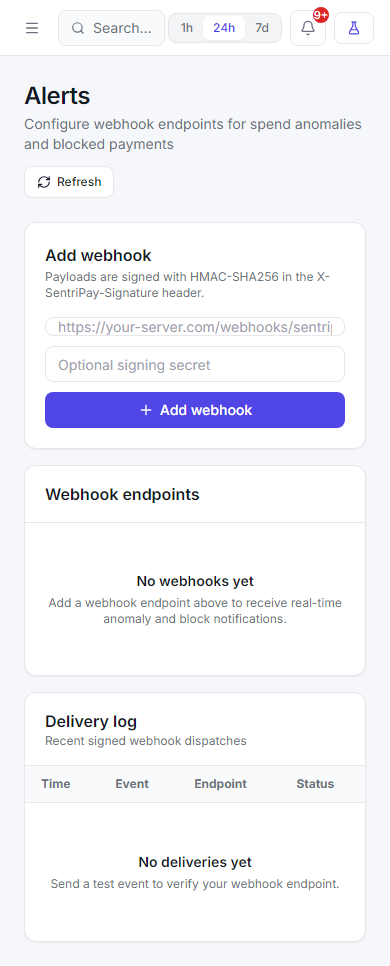 Search...
1h
24h
7d
9+
Alerts
Configure webhook endpoints for spend anomalies
and blocked payments
Refresh
Add webhook
Payloads are signed with HMAC-SHA256 in the X-
SentriPay-Signature header.
https://your-server.com/webhooks/sentrip
Optional signing secret
+ Add webhook
Webhook endpoints
No webhooks yet
Add a webhook endpoint above to receive real-time
anomaly and block notifications.
Delivery log
Recent signed webhook dispatches
Time Event Endpoint Status
No deliveries yet
Send a test event to verify your webhook endpoint.